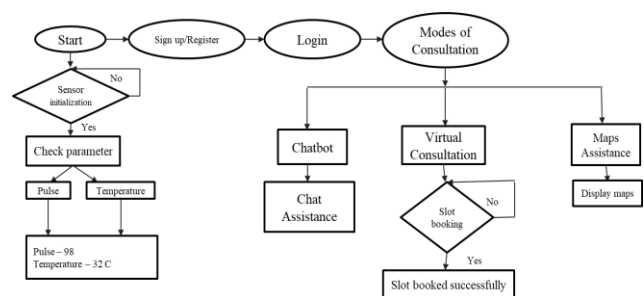 Start
Sign up/Register
Login
Modes of
Consultation
No
Sensor
initialization
Yes
Check parameter
Pulse
Temperature
Pulse – 98
Temperature – 32 C
Chatbot
Chat
Assistance
Virtual
Consultation
Slot
booking
No
Yes
Slot booked successfully
Maps
Assistance
Display maps